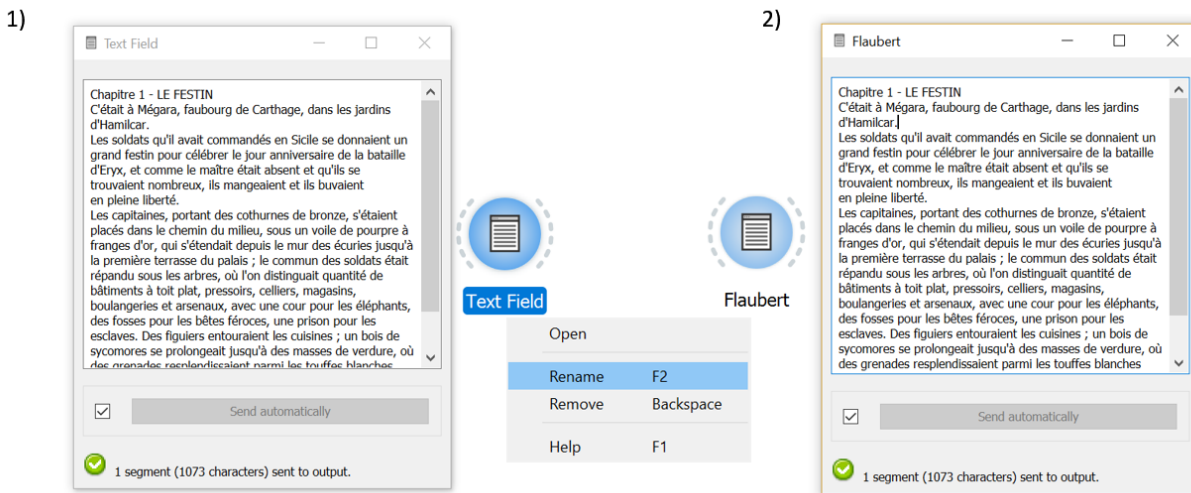 1)
Text Field
Chapitre 1 - LE FESTIN
C'était à Mégara, faubourg de Carthage, dans les jardins
d'Hamilcar.
Les soldats qu'il avait commandés en Sicile se donnaient un
grand festin pour célébrer le jour anniversaire de la bataille
d'Eryx, et comme le maître était absent et qu'ils se
trouvaient nombreux, ils mangeaient et ils buvaient
en pleine liberté.
Les capitaines, portant des cothurnes de bronze, s'étaient
placés dans le chemin du milieu, sous un voile de pourpre à
franges d'or, qui s'étendait depuis le mur des écuries jusqu'à
la première terrasse du palais ; le commun des soldats était
répandu sous les arbres, où l'on distinguait quantité de
bâtiments à toit plat, pressoirs, celliers, magasins,
boulangeries et arsenaux, avec une cour pour les éléphants,
des fosses pour les bêtes féroces, une prison pour les
esclaves. Des figuiers entouraient les cuisines ; un bois de
sycomores se prolongeait jusqu'à des masses de verdure, où
des grenades resplendissaient parmi les touffes blanches
Send automatically
1 segment (1073 characters) sent to output.
Text Field
Open
Rename F2
Remove Backspace
Help F1
2)
Flaubert
Chapitre 1 - LE FESTIN
C'était à Mégara, faubourg de Carthage, dans les jardins
d'Hamilcar.
Les soldats qu'il avait commandés en Sicile se donnaient un
grand festin pour célébrer le jour anniversaire de la bataille
d'Eryx, et comme le maître était absent et qu'ils se
trouvaient nombreux, ils mangeaient et ils buvaient
en pleine liberté.
Les capitaines, portant des cothurnes de bronze, s'étaient
placés dans le chemin du milieu, sous un voile de pourpre à
franges d'or, qui s'étendait depuis le mur des écuries jusqu'à
la première terrasse du palais ; le commun des soldats était
répandu sous les arbres, où l'on distinguait quantité de
bâtiments à toit plat, pressoirs, celliers, magasins,
boulangeries et arsenaux, avec une cour pour les éléphants,
des fosses pour les bêtes féroces, une prison pour les
esclaves. Des figuiers entouraient les cuisines ; un bois de
sycomores se prolongeait jusqu'à des masses de verdure, où
des grenades resplendissaient parmi les touffes blanches
Send automatically
1 segment (1073 characters) sent to output.
Flaubert